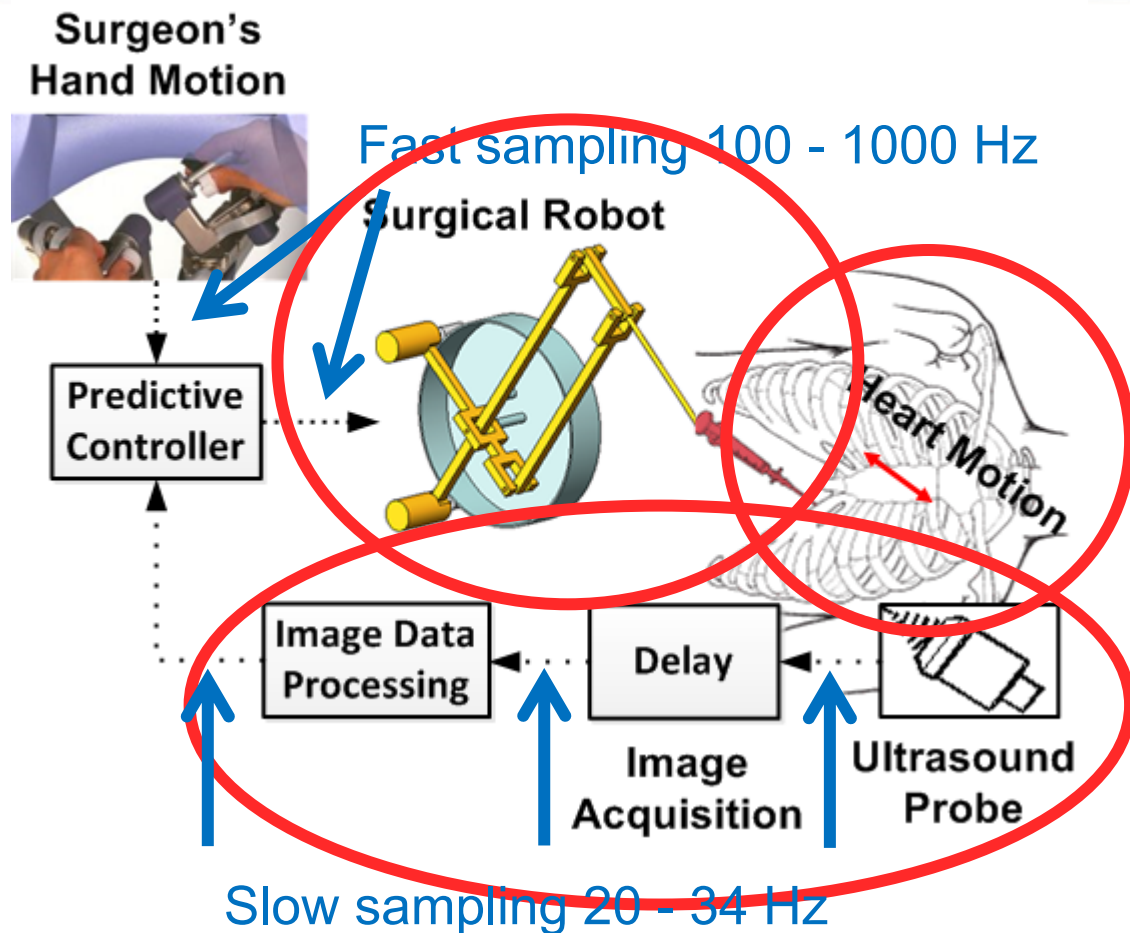 Surgeon's
Hand Motion
Fast sampling 100 - 1000 Hz
Surgical Robot
Predictive
Controller
Heart Motion
Image Data
Processing
Delay
Image
Acquisition
Ultrasound
Probe
Slow sampling 20 - 34 Hz